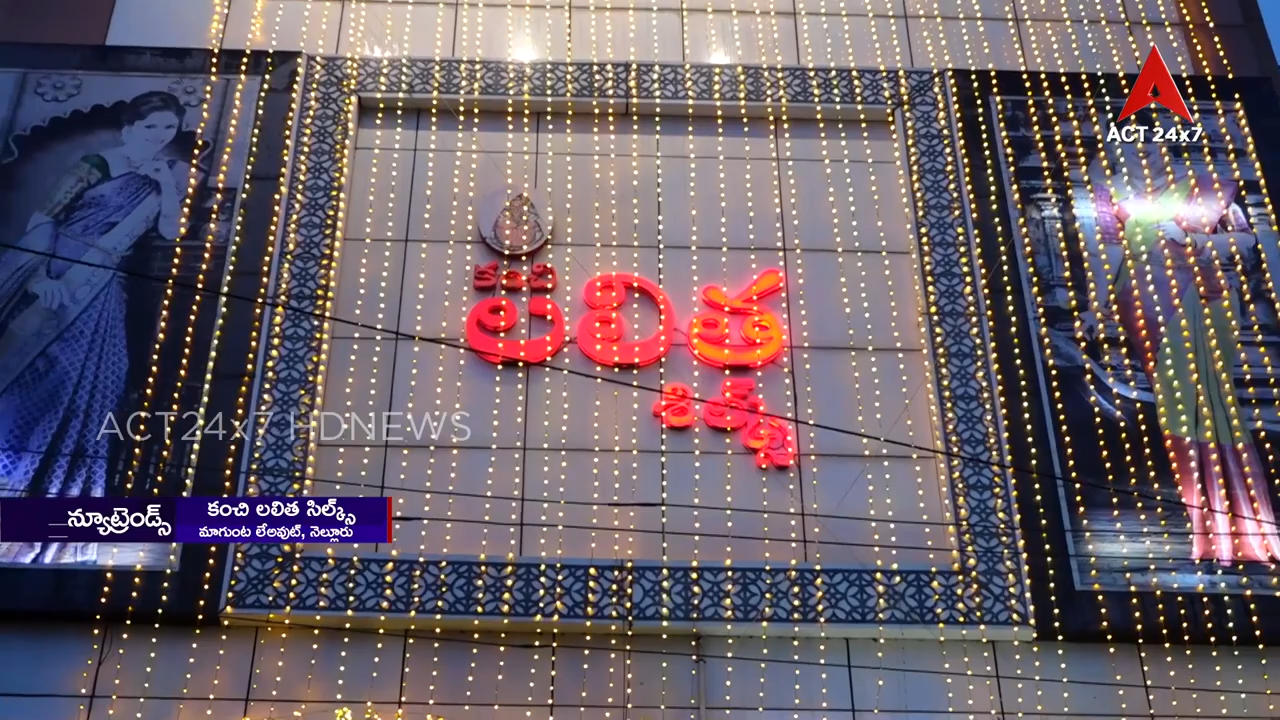 ACT 24x7
కంచి
లలిత
సిల్క్స్
ACT24x7 HDNEWS
న్యూట్రెండ్స్
కంచి లలిత సిల్క్స్
మాగుంట లేఅవుట్, నెల్లూరు